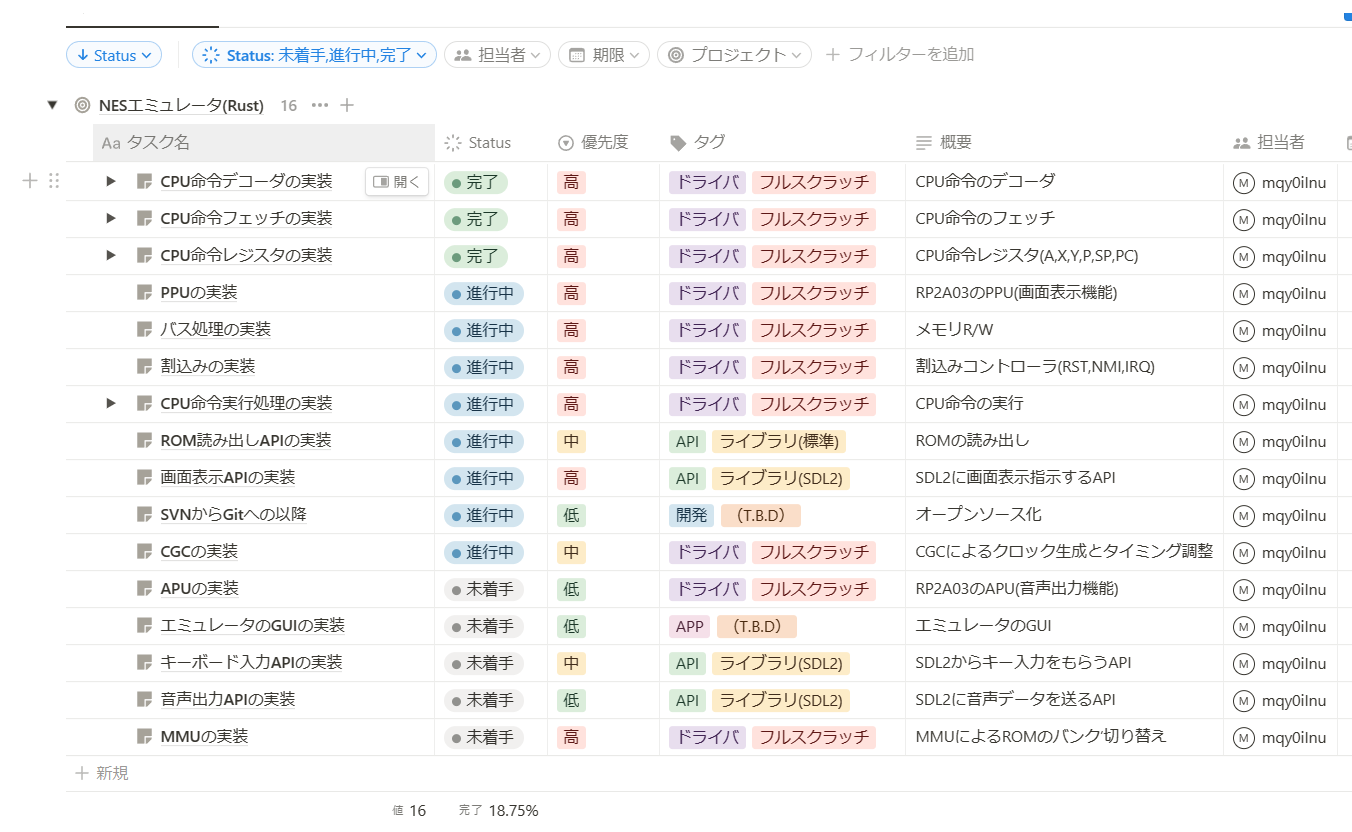 Status Status: 未着手,進行中,完了 担当者 期限 プロジェクト フィルターを追加
NESエミュレータ(Rust) 16
Aa タスク名 Status 優先度 タグ 概要 担当者
CPU命令デコーダの実装 開く 完了 高 ドライバ フルスクラッチ CPU命令のデコーダ M mqy0ilnu
CPU命令フェッチの実装 完了 高 ドライバ フルスクラッチ CPU命令のフェッチ M mqy0ilnu
CPU命令レジスタの実装 完了 高 ドライバ フルスクラッチ CPU命令レジスタ(A,X,Y,P,SP,PC) M mqy0ilnu
PPUの実装 進行中 高 ドライバ フルスクラッチ RP2A03のPPU(画面表示機能) M mqy0ilnu
バス処理の実装 進行中 高 ドライバ フルスクラッチ メモリR/W M mqy0ilnu
割込みの実装 進行中 高 ドライバ フルスクラッチ 割込みコントローラ(RST,NMI,IRQ) M mqy0ilnu
CPU命令実行処理の実装 進行中 高 ドライバ フルスクラッチ CPU命令の実行 M mqy0ilnu
ROM読み出しAPIの実装 進行中 中 API ライブラリ(標準) ROMの読み出し M mqy0ilnu
画面表示APIの実装 進行中 高 API ライブラリ(SDL2) SDL2に画面表示指示するAPI M mqy0ilnu
SVNからGitへの以降 進行中 低 開発 （T.B.D） オープンソース化 M mqy0ilnu
CGCの実装 進行中 中 ドライバ フルスクラッチ CGCによるクロック生成とタイミング調整 M mqy0ilnu
APUの実装 未着手 低 ドライバ フルスクラッチ RP2A03のAPU(音声出力機能) M mqy0ilnu
エミュレータのGUIの実装 未着手 低 APP （T.B.D） エミュレータのGUI M mqy0ilnu
キーボード入力APIの実装 未着手 中 API ライブラリ(SDL2) SDL2からキー入力をもらうAPI M mqy0ilnu
音声出力APIの実装 未着手 低 API ライブラリ(SDL2) SDL2に音声データを送るAPI M mqy0ilnu
MMUの実装 未着手 高 ドライバ フルスクラッチ MMUによるROMのバンク‘切り替え M mqy0ilnu
新規
値 16 完了 18.75%